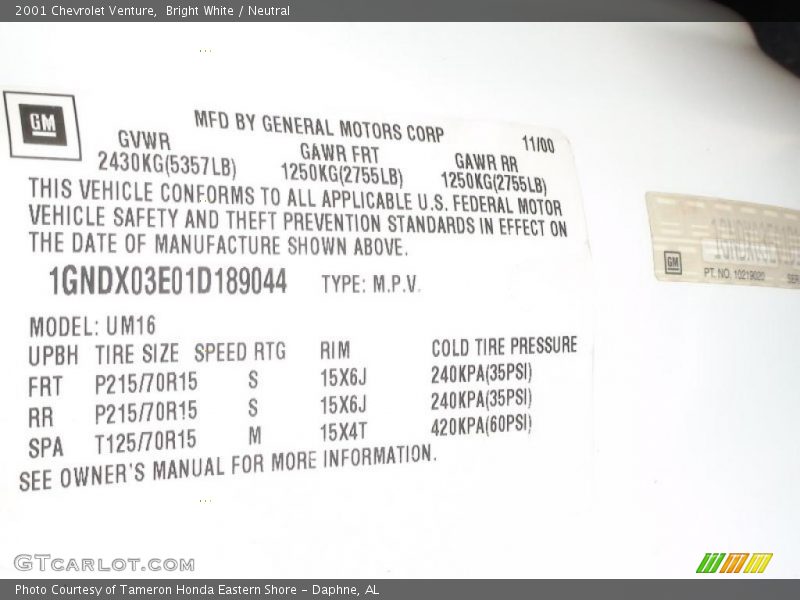 2001 Chevrolet Venture,  Bright White / Neutral
GM
MFD BY GENERAL MOTORS CORP
11/00
GVWR
GAWR FRT
GAWR RR
2430KG(5357LB)
1250KG(2755LB)
1250KG(2755LB)
THIS VEHICLE CONFORMS TO ALL APPLICABLE U.S. FEDERAL MOTOR
VEHICLE SAFETY AND THEFT PREVENTION STANDARDS IN EFFECT ON
THE DATE OF MANUFACTURE SHOWN ABOVE.
1GNDX03E01D189044 TYPE: M.P.V.
MODEL: UM16
UPBH TIRE SIZE SPEED RTG RIM COLD TIRE PRESSURE
FRT P215/70R15 S 15X6J 240KPA(35PSI)
RR P215/70R15 S 15X6J 240KPA(35PSI)
SPA T125/70R15 M 15X4T 420KPA(60PSI)
SEE OWNER'S MANUAL FOR MORE INFORMATION.
GM
PT. NO. 10219020
GTCARLOT.COM
Photo Courtesy of Tameron Honda Eastern Shore - Daphne, AL